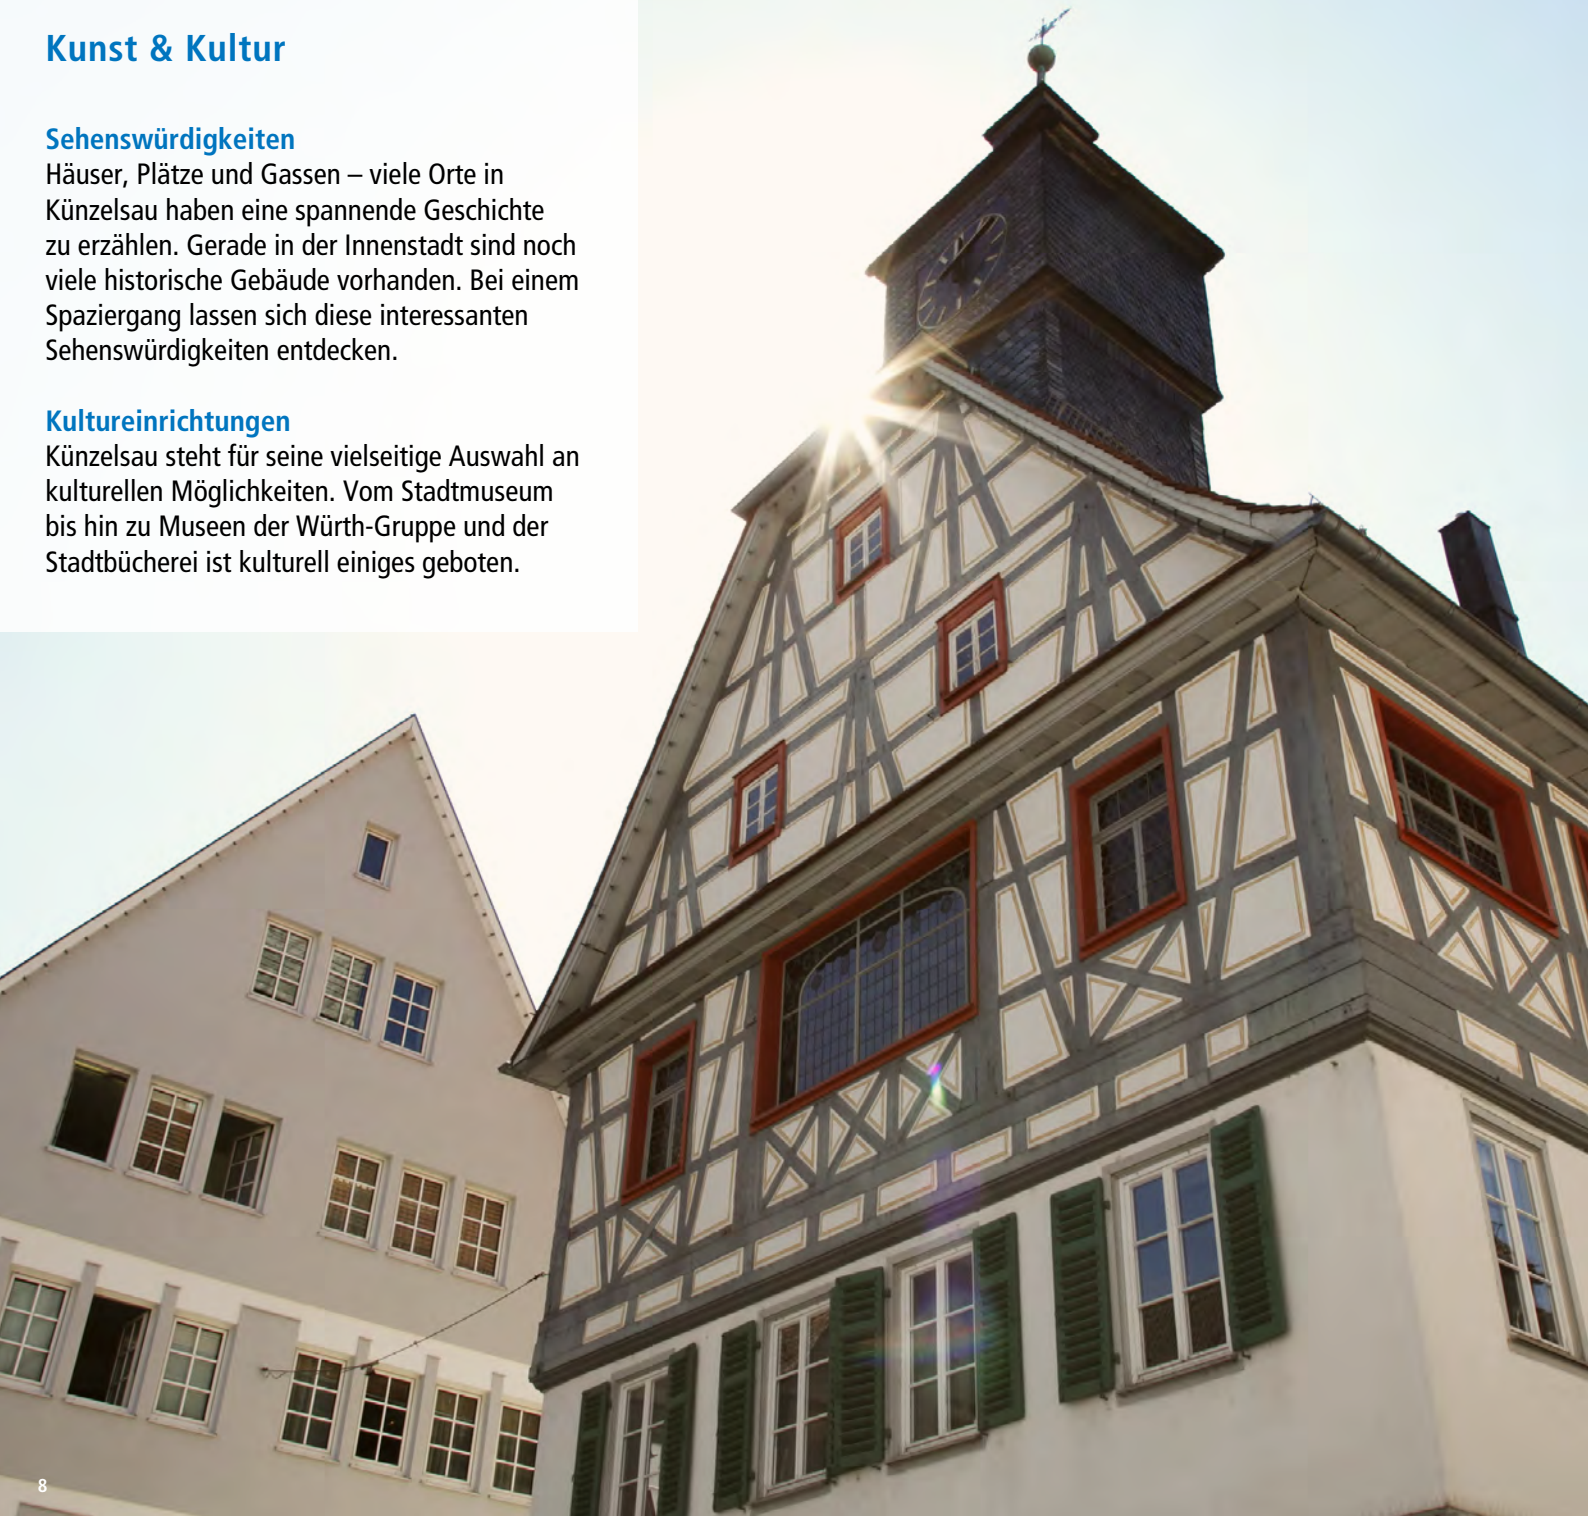 Kunst & Kultur
Sehenswürdigkeiten
Häuser, Plätze und Gassen – viele Orte in
Künzelsau haben eine spannende Geschichte
zu erzählen. Gerade in der Innenstadt sind noch
viele historische Gebäude vorhanden. Bei einem
Spaziergang lassen sich diese interessanten
Sehenswürdigkeiten entdecken.
Kultureinrichtungen
Künzelsau steht für seine vielseitige Auswahl an
kulturellen Möglichkeiten. Vom Stadtmuseum
bis hin zu Museen der Würth-Gruppe und der
Stadtbücherei ist kulturell einiges geboten.
8